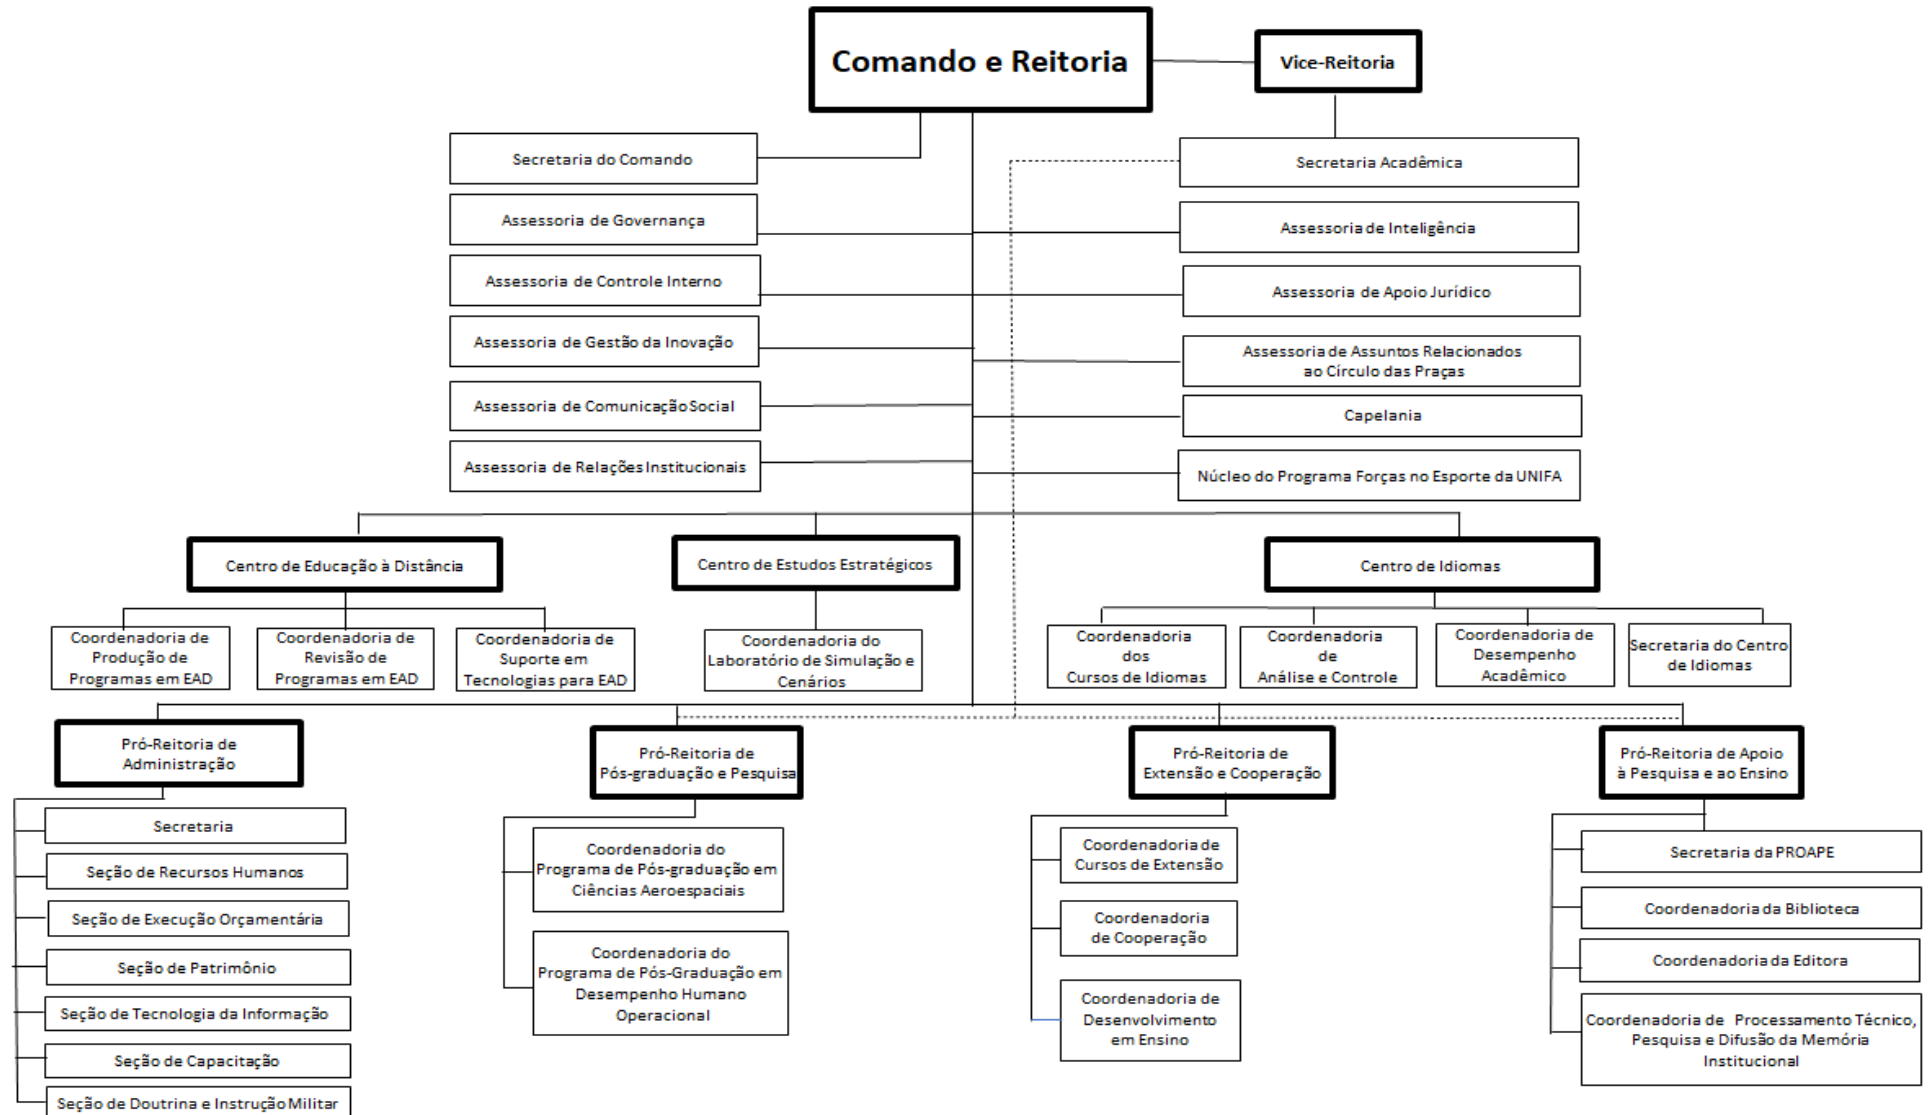 Comando e Reitoria
Vice-Reitoria
Secretaria do Comando
Secretaria Acadêmica
Assessoria de Governança
Assessoria de Inteligência
Assessoria de Controle Interno
Assessoria de Apoio Jurídico
Assessoria de Gestão da Inovação
Assessoria de Assuntos Relacionados
ao Círculo das Praças
Assessoria de Comunicação Social
Capelania
Assessoria de Relações Institucionais
Núcleo do Programa Forças no Esporte da UNIFA
Centro de Educação à Distância
Centro de Estudos Estratégicos
Centro de Idiomas
Coordenadoria de
Produção de
Programas em EAD
Coordenadoria de
Revisão de
Programas em EAD
Coordenadoria de
Suporte em
Tecnologias para EAD
Coordenadoria do
Laboratório de Simulação e
Cenários
Coordenadoria
dos
Cursos de Idiomas
Coordenadoria
de
Análise e Controle
Coordenadoria de
Desempenho
Acadêmico
Secretaria do Centro
de Idiomas
Pró-Reitoria de
Administração
Pró-Reitoria de
Pós-graduação e Pesquisa
Pró-Reitoria de
Extensão e Cooperação
Pró-Reitoria de Apoio
à Pesquisa e ao Ensino
Secretaria
Seção de Recursos Humanos
Seção de Execução Orçamentária
Seção de Patrimônio
Seção de Tecnologia da Informação
Seção de Capacitação
Seção de Doutrina e Instrução Militar
Coordenadoria do
Programa de Pós-graduação em
Ciências Aeroespaciais
Coordenadoria do
Programa de Pós-Graduação em
Desempenho Humano
Operacional
Coordenadoria de
Cursos de Extensão
Coordenadoria
de Cooperação
Coordenadoria de
Desenvolvimento
em Ensino
Secretaria da PROAPE
Coordenadoria da Biblioteca
Coordenadoria da Editora
Coordenadoria de Processamento Técnico,
Pesquisa e Difusão da Memória
Institucional